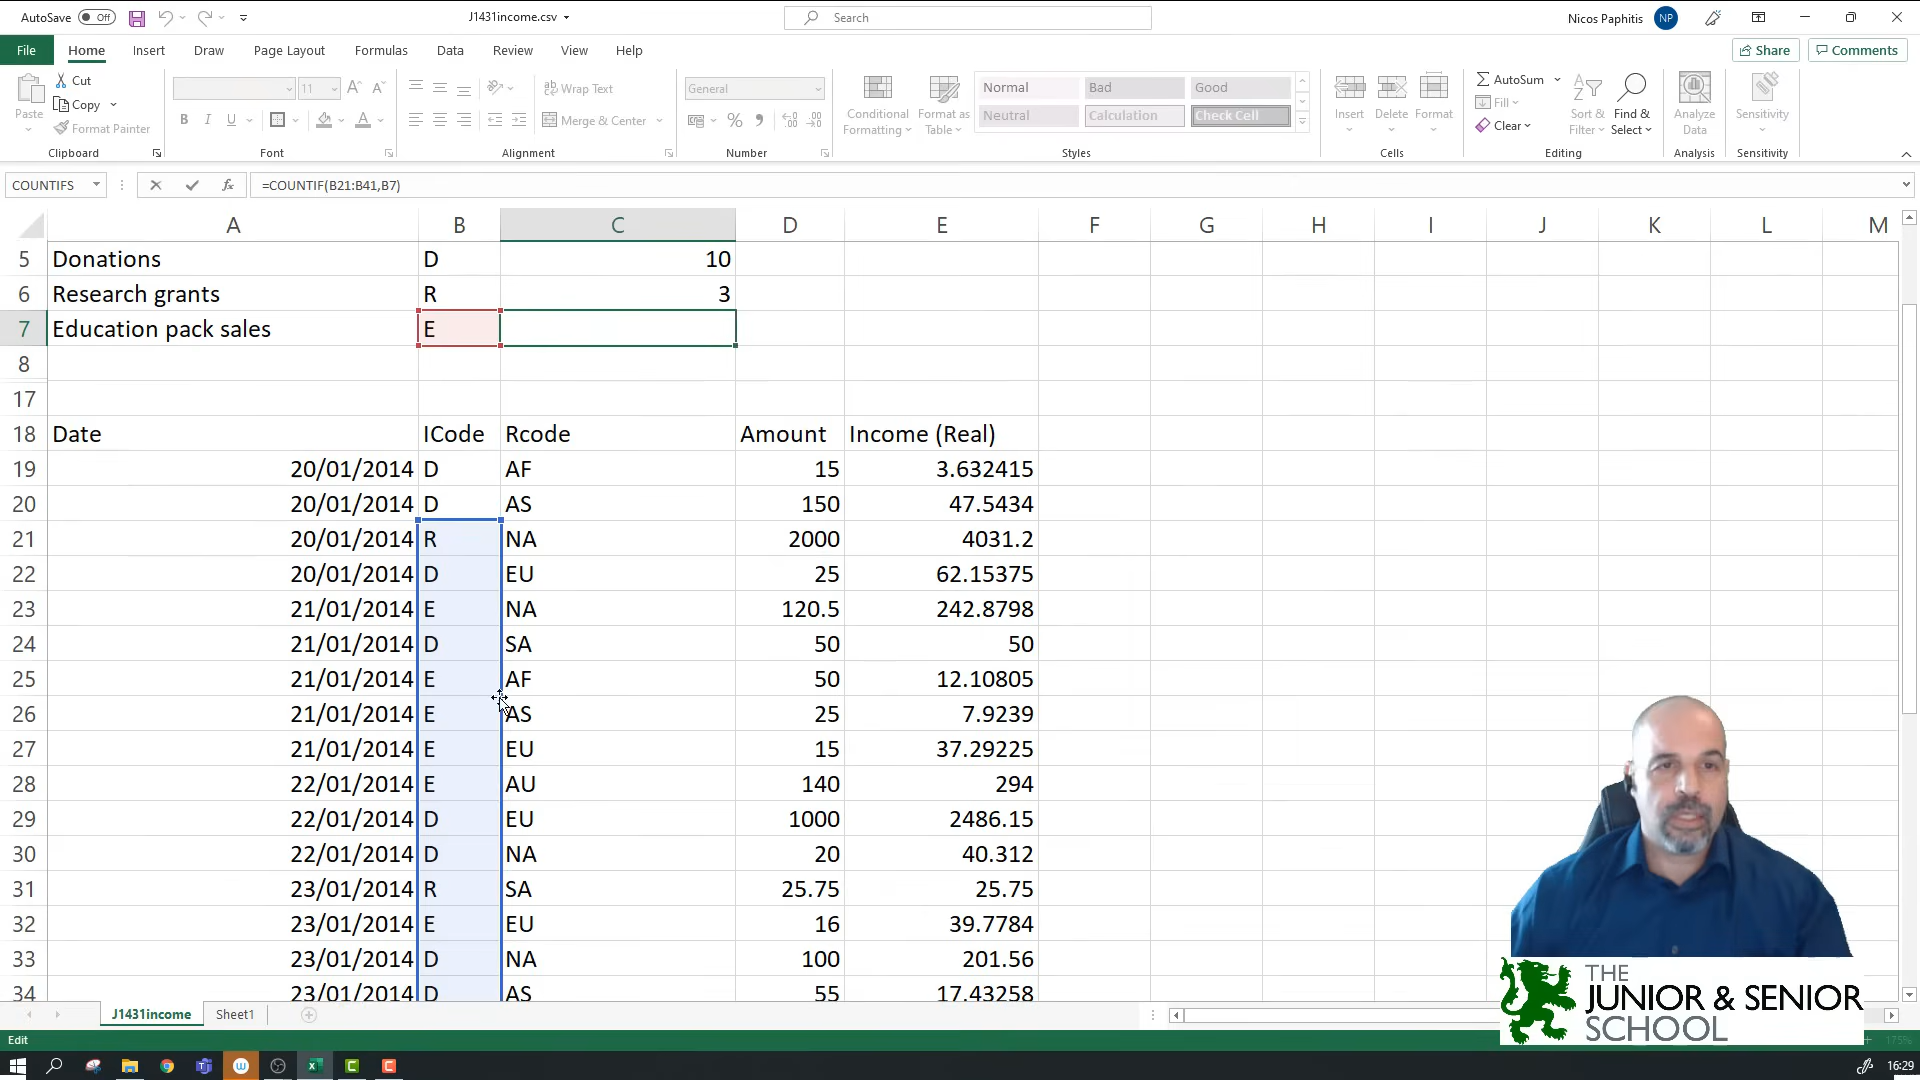 AutoSave Off J1431income.csv Search Nicos Paphitis NP
File Home Insert Draw Page Layout Formulas Data Review View Help Share Comments
Paste Cut Copy Format Painter Clipboard
11 A A B I U A Font
Wrap Text Merge & Center Alignment
General % Number
Conditional Formatting Format as Table
Normal Bad Good
Neutral Calculation Check Cell
Styles
Insert Delete Format Cells
AutoSum Fill Clear Sort & Filter Find & Select Editing
Analyze Data Analysis
Sensitivity Sensitivity
COUNTIFS fx =COUNTIF(B21:B41,B7)
A B C D E F G H I J K L M
5 Donations D 10
6 Research grants R 3
7 Education pack sales E
8
17
18 Date ICode Rcode Amount Income (Real)
19 20/01/2014 D AF 15 3.632415
20 20/01/2014 D AS 150 47.5434
21 20/01/2014 R NA 2000 4031.2
22 20/01/2014 D EU 25 62.15375
23 21/01/2014 E NA 120.5 242.8798
24 21/01/2014 D SA 50 50
25 21/01/2014 E AF 50 12.10805
26 21/01/2014 E AS 25 7.9239
27 21/01/2014 E EU 15 37.29225
28 22/01/2014 E AU 140 294
29 22/01/2014 D EU 1000 2486.15
30 22/01/2014 D NA 20 40.312
31 23/01/2014 R SA 25.75 25.75
32 23/01/2014 E EU 16 39.7784
33 23/01/2014 D NA 100 201.56
34 23/01/2014 D AS 55 17.43258
THE
JUNIOR & SENIOR
SCHOOL
J1431income Sheet1
Edit 175%
16:29